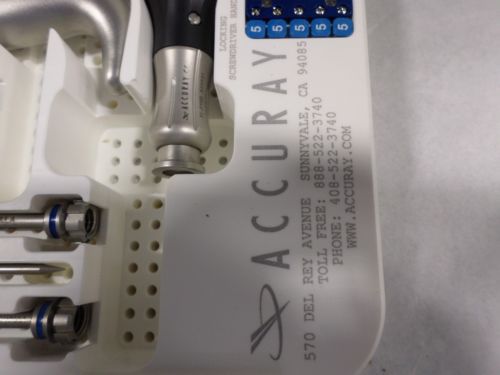 LOCKING
SCREWDRIVER HAND
5 5 5 5 5
ACCURAY
ACCURAY
570 DEL REY AVENUE SUNNYVALE, CA 94085
TOLL FREE: 888-522-3740
PHONE: 408-522-3740
WWW.ACCURAY.COM